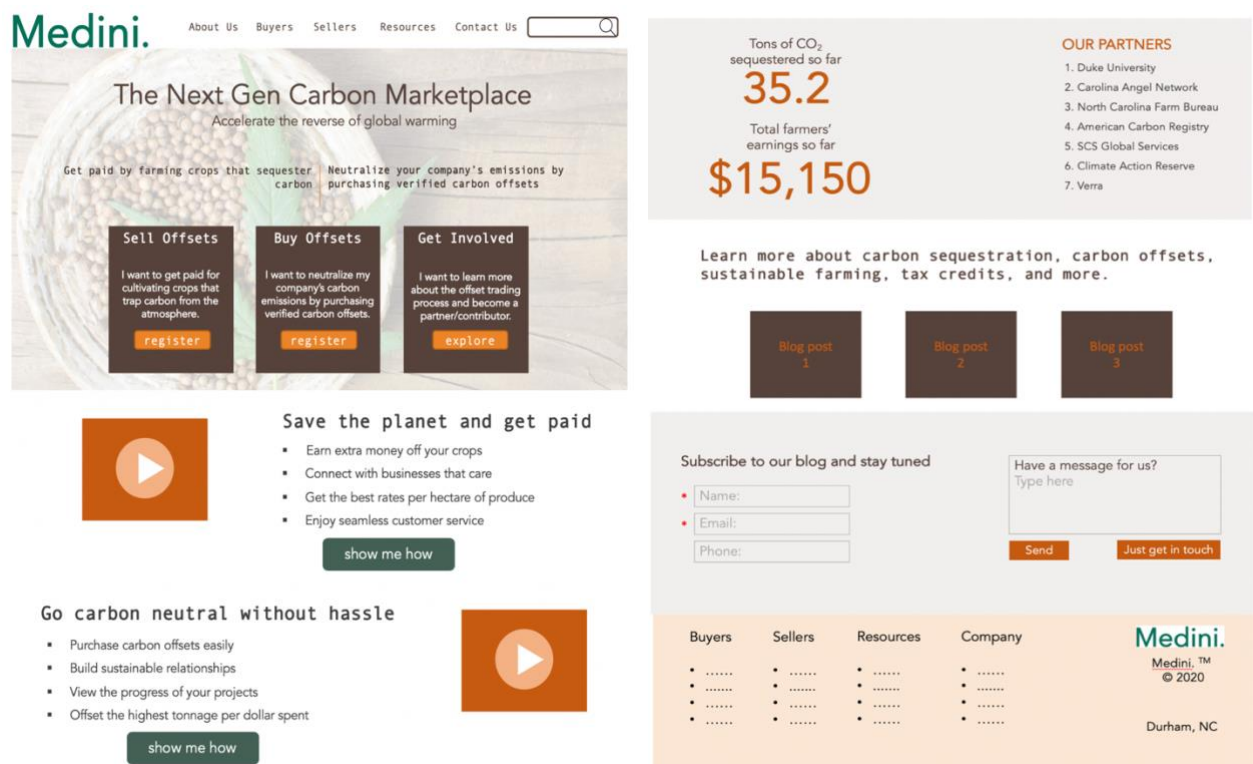 Medini.
About Us Buyers Sellers Resources Contact Us
The Next Gen Carbon Marketplace
Accelerate the reverse of global warming
Get paid by farming crops that sequester
carbon
Neutralize your company's emissions by
purchasing verified carbon offsets
Sell Offsets
I want to get paid for
cultivating crops that
trap carbon from the
atmosphere.
register
Buy Offsets
I want to neutralize my
company's carbon
emissions by purchasing
verified carbon offsets.
register
Get Involved
I want to learn more
about the offset trading
process and become a
partner/contributor.
explore
Save the planet and get paid
▪ Earn extra money off your crops
▪ Connect with businesses that care
▪ Get the best rates per hectare of produce
▪ Enjoy seamless customer service
show me how
Go carbon neutral without hassle
▪ Purchase carbon offsets easily
▪ Build sustainable relationships
▪ View the progress of your projects
▪ Offset the highest tonnage per dollar spent
show me how
Tons of CO₂
sequestered so far
35.2
Total farmers'
earnings so far
$15,150
OUR PARTNERS
1. Duke University
2. Carolina Angel Network
3. North Carolina Farm Bureau
4. American Carbon Registry
5. SCS Global Services
6. Climate Action Reserve
7. Verra
Learn more about carbon sequestration, carbon offsets,
sustainable farming, tax credits, and more.
Blog post
1
Blog post
2
Blog post
3
Subscribe to our blog and stay tuned
* Name:
* Email:
Phone:
Have a message for us?
Type here
Send
Just get in touch
Buyers
• ......
• .......
• ......
• ......
Sellers
• ......
• .......
• ......
• ......
Resources
• ......
• .......
• ......
• ......
Company
• ......
• .......
• ......
• ......
Medini.
Medini. ™
© 2020
Durham, NC